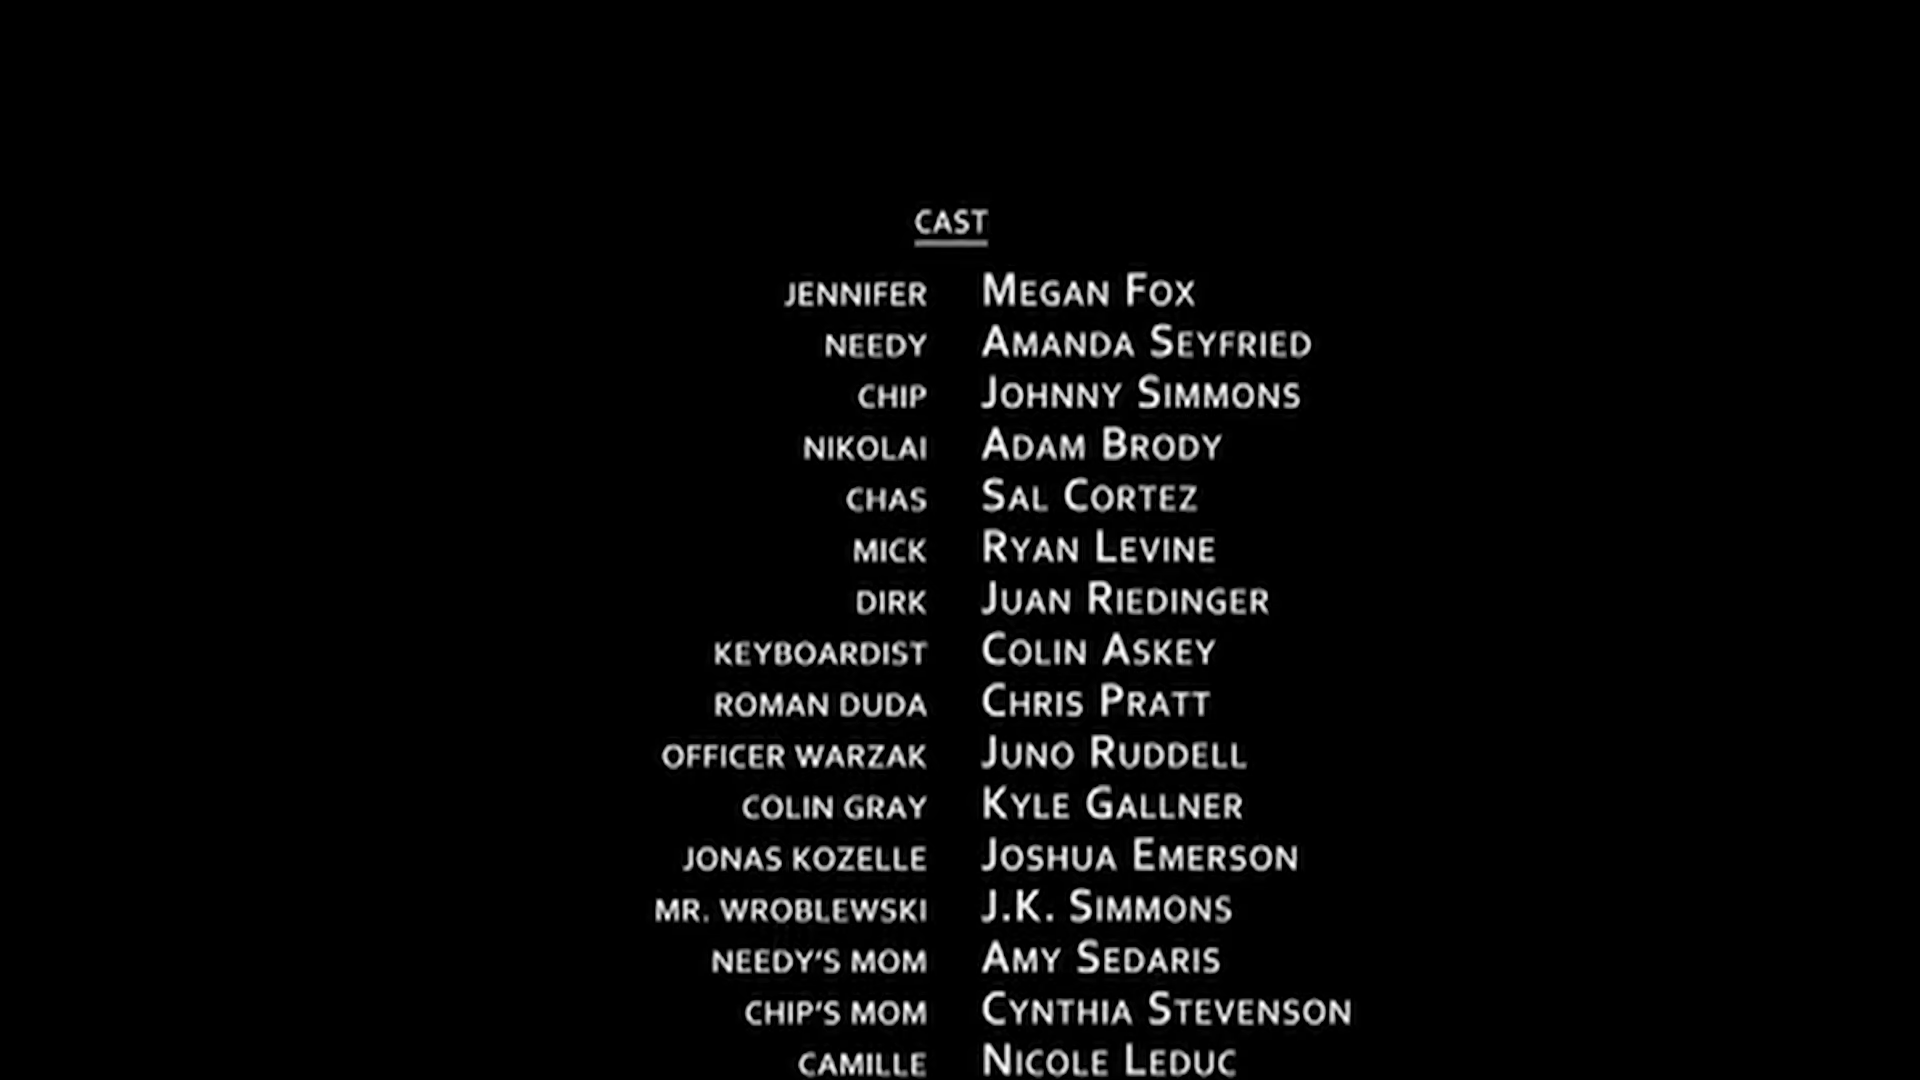 CAST
JENNIFER MEGAN FOX
NEEDY AMANDA SEYFRIED
CHIP JOHNNY SIMMONS
NIKOLAI ADAM BRODY
CHAS SAL CORTEZ
MICK RYAN LEVINE
DIRK JUAN RIEDINGER
KEYBOARDIST COLIN ASKEY
ROMAN DUDA CHRIS PRATT
OFFICER WARZAK JUNO RUDDELL
COLIN GRAY KYLE GALLNER
JONAS KOZELLE JOSHUA EMERSON
MR. WROBLEWSKI J.K. SIMMONS
NEEDY'S MOM AMY SEDARIS
CHIP'S MOM CYNTHIA STEVENSON
CAMILLE NICOLE LEDUC